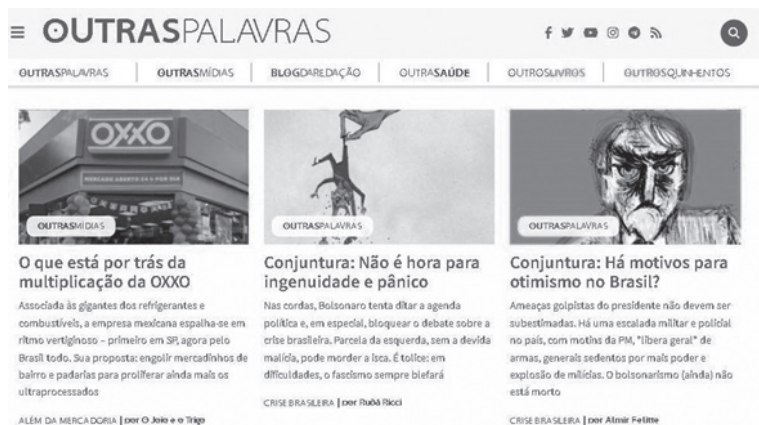 OUTRASPALAVRAS
OUTRASPALAVRAS
OUTRASMÍDIAS
BLOGDAREDAÇÃO
OUTRASAÚDE
OUTROSLIVROS
OUTROSQUINHENTOS
OXXO
MERCADO ABERTO 24 H POR DIA
OUTRASMÍDIAS
O que está por trás da
multiplicação da OXXO
Associada às gigantes dos refrigerantes e
combustíveis, a empresa mexicana espalha-se em
ritmo vertiginoso – primeiro em SP, agora pelo
Brasil todo. Sua proposta: engolir mercadinhos de
bairro e padarias para proliferar ainda mais os
ultraprocessados
ALÉM DA MERCADORIA | por O Joio e o Trigo
OUTRASPALAVRAS
Conjuntura: Não é hora para
ingenuidade e pânico
Nas cordas, Bolsonaro tenta ditar a agenda
política e, em especial, bloquear o debate sobre a
crise brasileira. Parcela da esquerda, sem a devida
malícia, pode morder a isca. É tolice: em
dificuldades, o fascismo sempre blefará
CRISE BRASILEIRA | por Rudá Ricci
OUTRASPALAVRAS
Conjuntura: Há motivos para
otimismo no Brasil?
Ameaças golpistas do presidente não devem ser
subestimadas. Há uma escalada militar e policial
no país, com motins da PM, "libera geral" de
armas, generais sedentos por mais poder e
explosão de milícias. O bolsonarismo (ainda) não
está morto
CRISE BRASILEIRA | por Almir Felitte